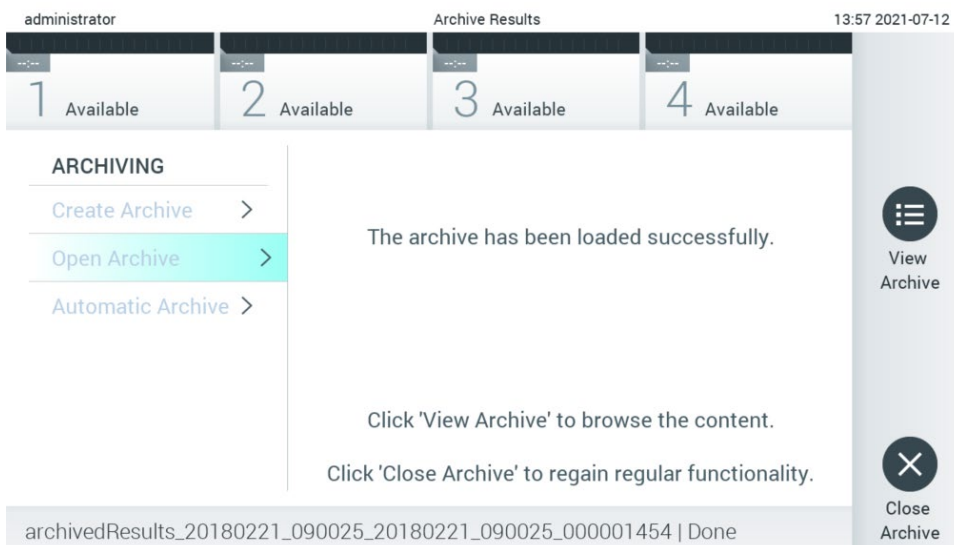 administrator Archive Results 13:57 2021-07-12
--:-- --:-- --:-- --:--
1 Available 2 Available 3 Available 4 Available
ARCHIVING
Create Archive >
Open Archive >
Automatic Archive >
The archive has been loaded successfully.
Click 'View Archive' to browse the content.
Click 'Close Archive' to regain regular functionality.
View
Archive
Close
Archive
archivedResults_20180221_090025_20180221_090025_000001454 | Done